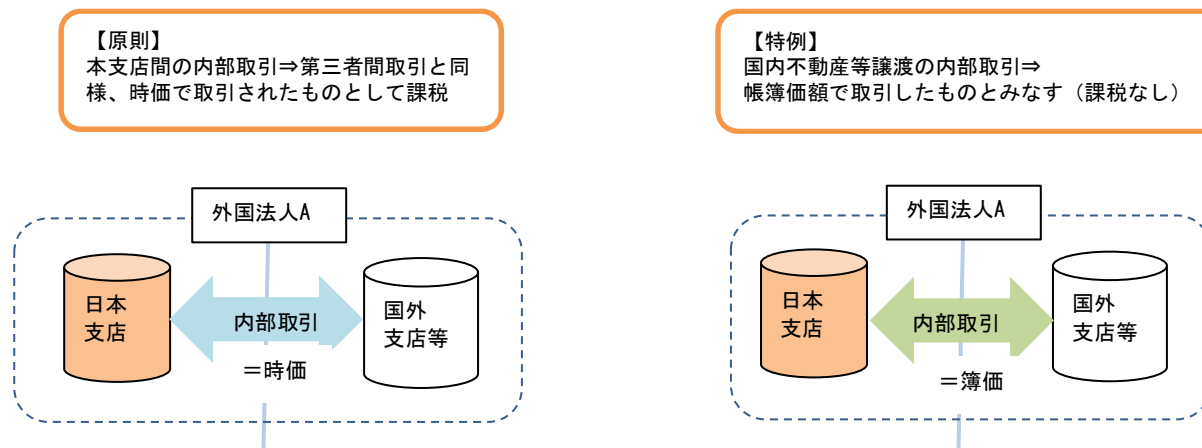 【原則】
本支店間の内部取引⇒第三者間取引と同
様、時価で取引されたものとして課税
外国法人A
日本
支店
内部取引
国外
支店等
＝時価
【特例】
国内不動産等譲渡の内部取引⇒
帳簿価額で取引したものとみなす（課税なし）
外国法人A
日本
支店
内部取引
国外
支店等
＝簿価